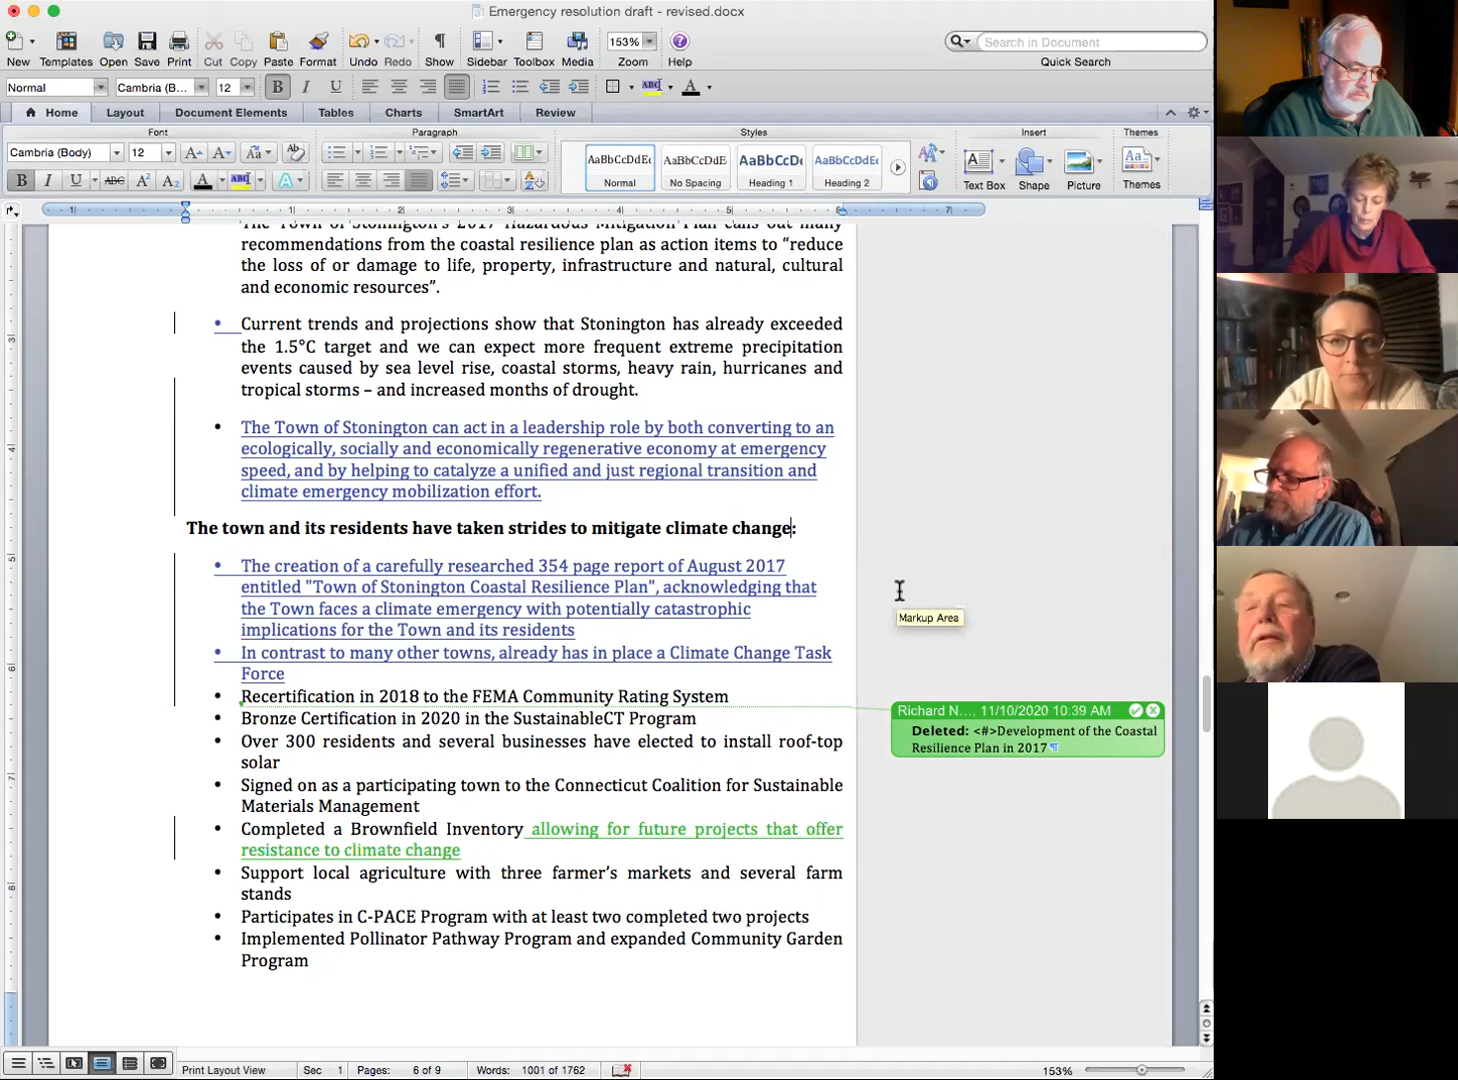 Emergency resolution draft - revised.docx
New Templates Open Save Print Cut Copy Paste Format Undo Redo Show Sidebar Toolbox Media 153% Zoom Help Search in Document Quick Search
Normal Cambria (B... 12 B I U ABC A
Home Layout Document Elements Tables Charts SmartArt Review
Font Paragraph Styles Insert Themes
Cambria (Body) 12 Aa
B I U ABC A² A₂ A ABC A
AaBbCcDdEe AaBbCcDdE AaBbCcDc AaBbCcDdEe
Normal No Spacing Heading 1 Heading 2 Text Box Shape Picture Themes
The Town of Stonington's 2017 Hazardous Mitigation Plan calls out many
recommendations from the coastal resilience plan as action items to “reduce
the loss of or damage to life, property, infrastructure and natural, cultural
and economic resources”.
• Current trends and projections show that Stonington has already exceeded
the 1.5°C target and we can expect more frequent extreme precipitation
events caused by sea level rise, coastal storms, heavy rain, hurricanes and
tropical storms – and increased months of drought.
• The Town of Stonington can act in a leadership role by both converting to an
ecologically, socially and economically regenerative economy at emergency
speed, and by helping to catalyze a unified and just regional transition and
climate emergency mobilization effort.
The town and its residents have taken strides to mitigate climate change:
• The creation of a carefully researched 354 page report of August 2017
entitled "Town of Stonington Coastal Resilience Plan", acknowledging that
the Town faces a climate emergency with potentially catastrophic
implications for the Town and its residents
• In contrast to many other towns, already has in place a Climate Change Task
Force
• Recertification in 2018 to the FEMA Community Rating System
• Bronze Certification in 2020 in the SustainableCT Program
• Over 300 residents and several businesses have elected to install roof-top
solar
• Signed on as a participating town to the Connecticut Coalition for Sustainable
Materials Management
• Completed a Brownfield Inventory allowing for future projects that offer
resistance to climate change
• Support local agriculture with three farmer’s markets and several farm
stands
• Participates in C-PACE Program with at least two completed two projects
• Implemented Pollinator Pathway Program and expanded Community Garden
Program
Markup Area
Richard N..., 11/10/2020 10:39 AM
Deleted: <#>Development of the Coastal
Resilience Plan in 2017¶
Print Layout View Sec 1 Pages: 6 of 9 Words: 1001 of 1762 153%